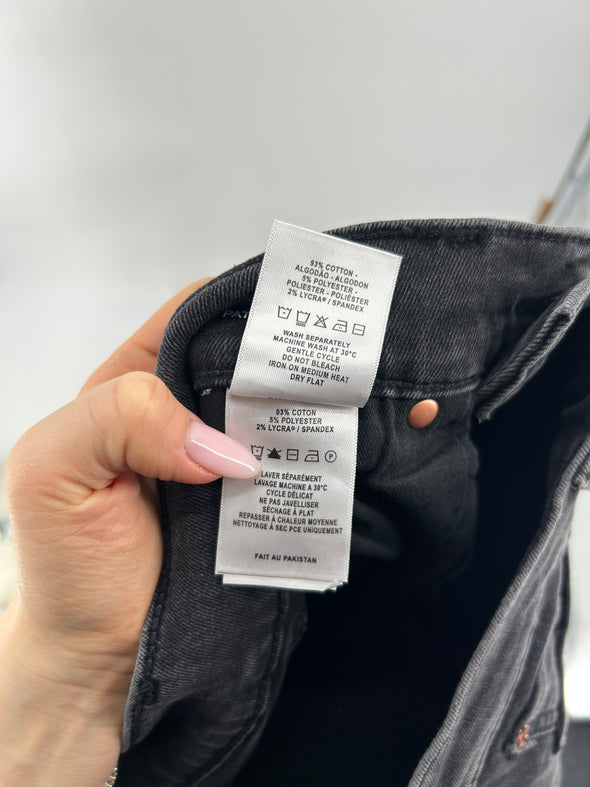 93% COTTON -
ALGODÃO - ALGODON
5% POLYESTER -
POLIESTER - POLIÉSTER
2% LYCRA® / SPANDEX
WASH SEPARATELY
MACHINE WASH AT 30°C
GENTLE CYCLE
DO NOT BLEACH
IRON ON MEDIUM HEAT
DRY FLAT
93% COTON
5% POLYESTER
2% LYCRA® / SPANDEX
P
LAVER SÉPARÉMENT
LAVAGE MACHINE A 30°C
CYCLE DÉLICAT
NE PAS JAVELLISER
SÉCHAGE À PLAT
REPASSER À CHALEUR MOYENNE
NETTOYAGE À SEC PCE UNIQUEMENT
FAIT AU PAKISTAN